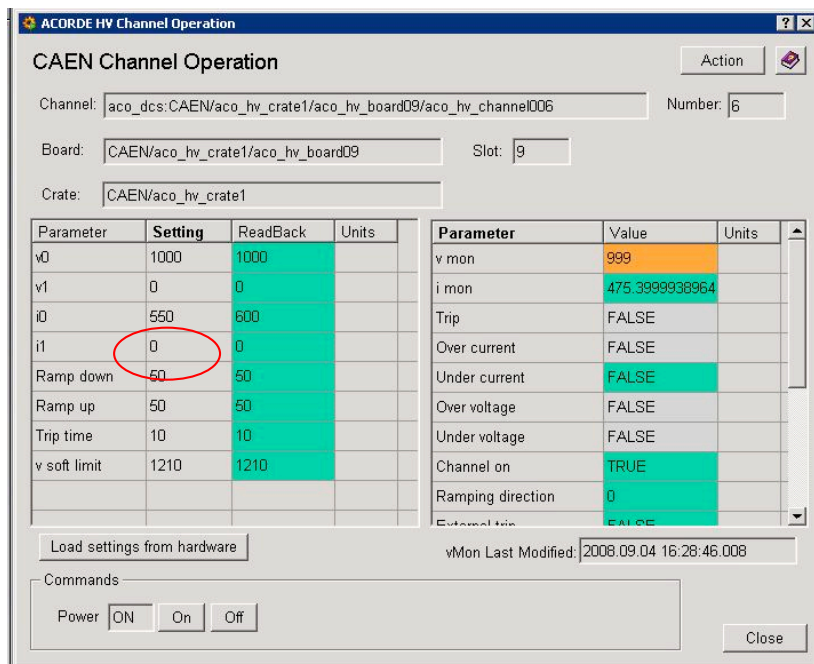 ACORDE HV Channel Operation
CAEN Channel Operation
Action
Channel: aco_dcs:CAEN/aco_hv_crate1/aco_hv_board09/aco_hv_channel006 Number: 6
Board: CAEN/aco_hv_crate1/aco_hv_board09 Slot: 9
Crate: CAEN/aco_hv_crate1
Parameter Setting ReadBack Units
v0 1000 1000
v1 0 0
i0 550 600
i1 0 0
Ramp down 50 50
Ramp up 50 50
Trip time 10 10
v soft limit 1210 1210
Parameter Value Units
v mon 999
i mon 475.3999938964
Trip FALSE
Over current FALSE
Under current FALSE
Over voltage FALSE
Under voltage FALSE
Channel on TRUE
Ramping direction 0
External trip FALSE
Load settings from hardware
vMon Last Modified: 2008.09.04 16:28:46.008
Commands
Power ON On Off
Close